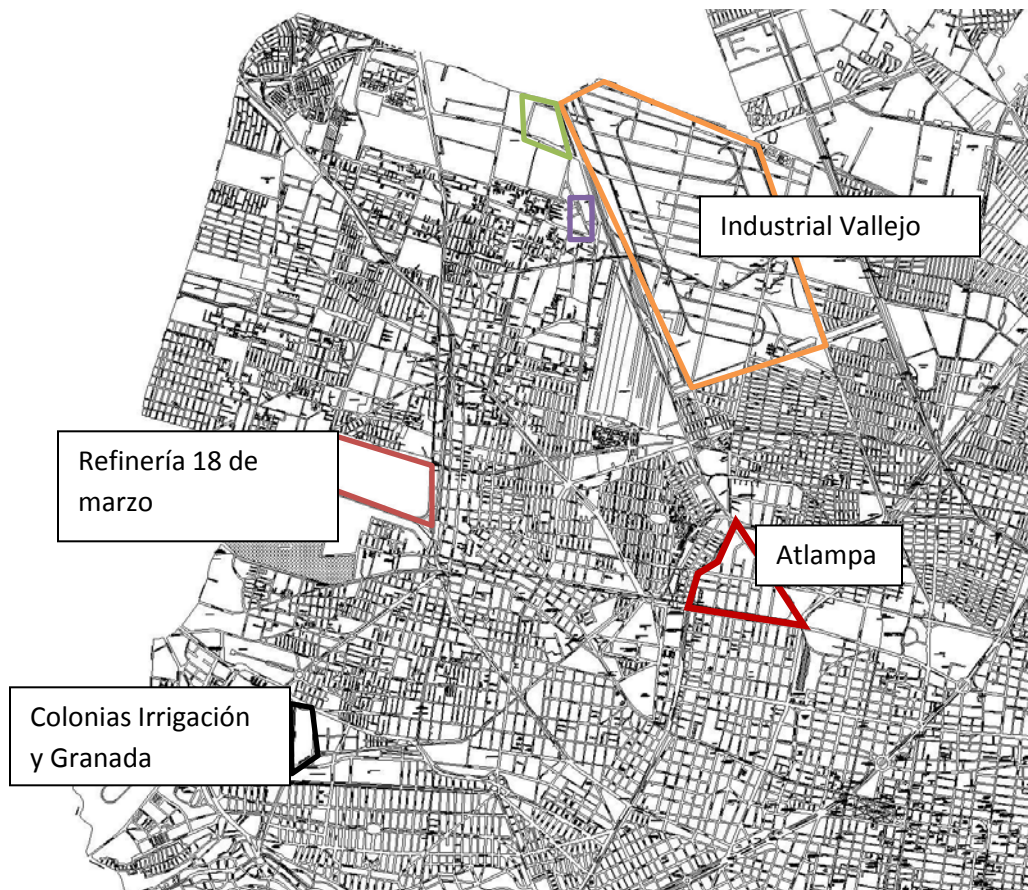 Industrial Vallejo
Refinería 18 de
marzo
Atlampa
Colonias Irrigación
y Granada